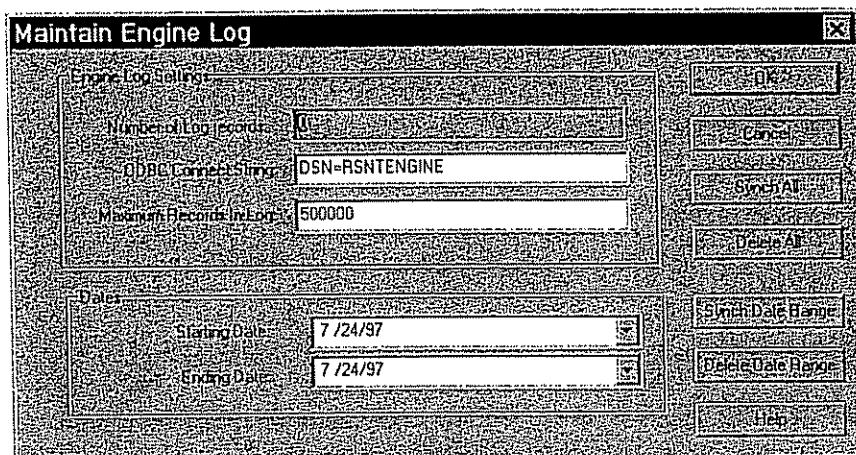 Maintain Engine Log
Engine Log Settings
Number of Log records: 0
ODBC Connect String: DSN=RSNTENGINE
Maximum Records in Log: 500000
Dates
Starting Date: 7 /24/97
Ending Date: 7 /24/97
OK
Cancel
Synch All
Delete All
Synch Date Range
Delete Date Range
Help